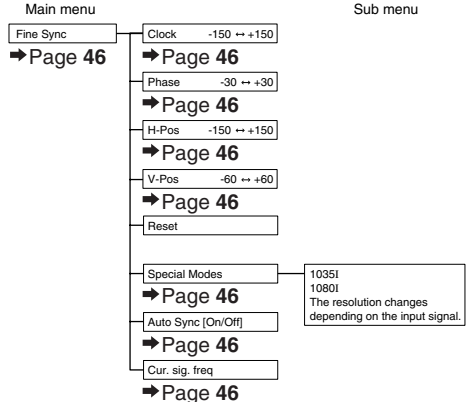 Main menu
Sub menu
Fine Sync
➡Page 46
Clock -150 ↔ +150
➡Page 46
Phase -30 ↔ +30
➡Page 46
H-Pos -150 ↔ +150
➡Page 46
V-Pos -60 ↔ +60
➡Page 46
Reset
Special Modes
➡Page 46
1035I
1080I
The resolution changes
depending on the input signal.
Auto Sync [On/Off]
➡Page 46
Cur. sig. freq
➡Page 46